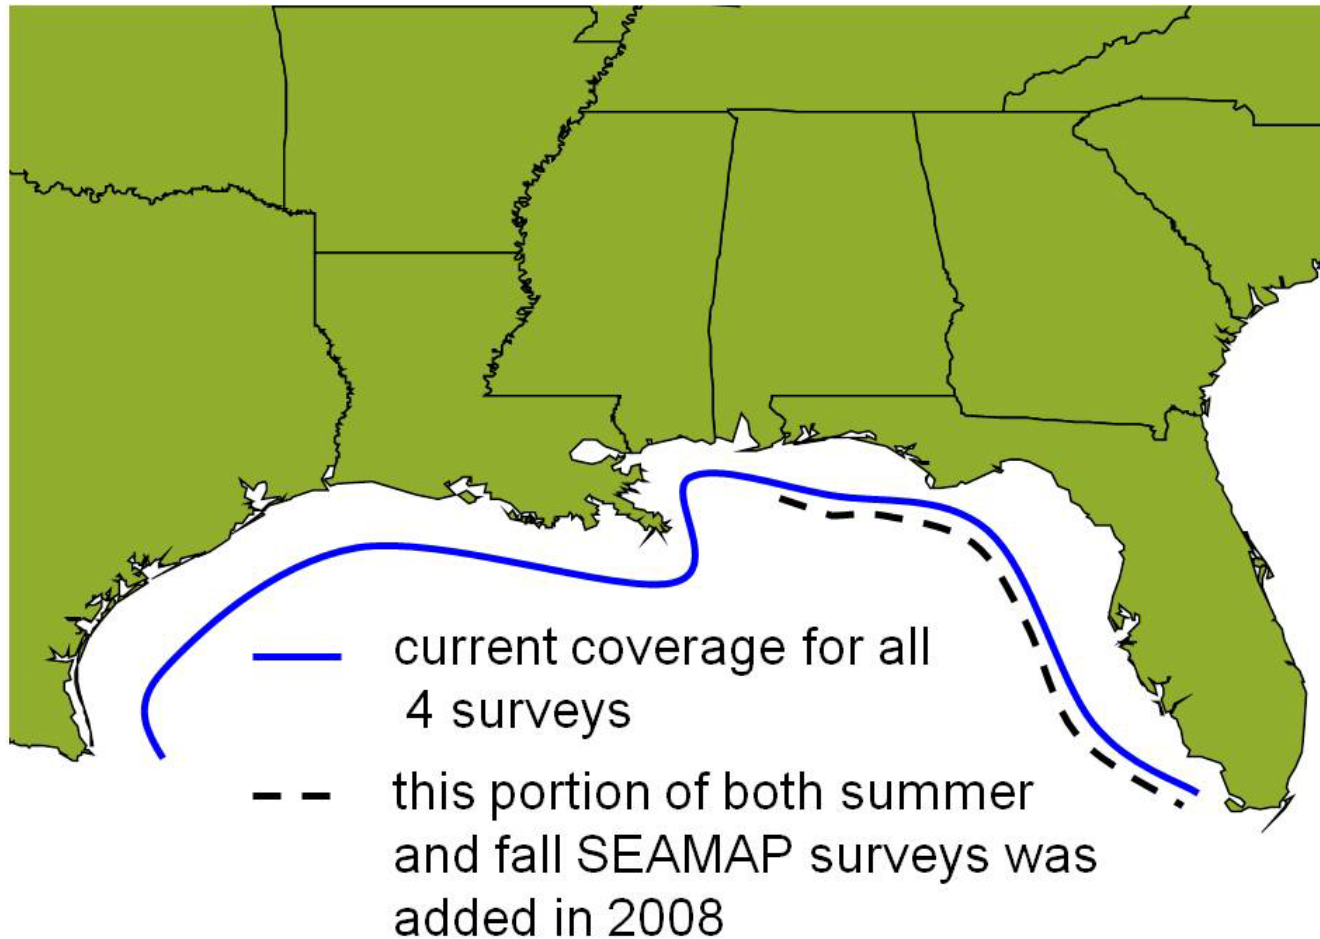 current coverage for all
4 surveys
this portion of both summer
and fall SEAMAP surveys was
added in 2008